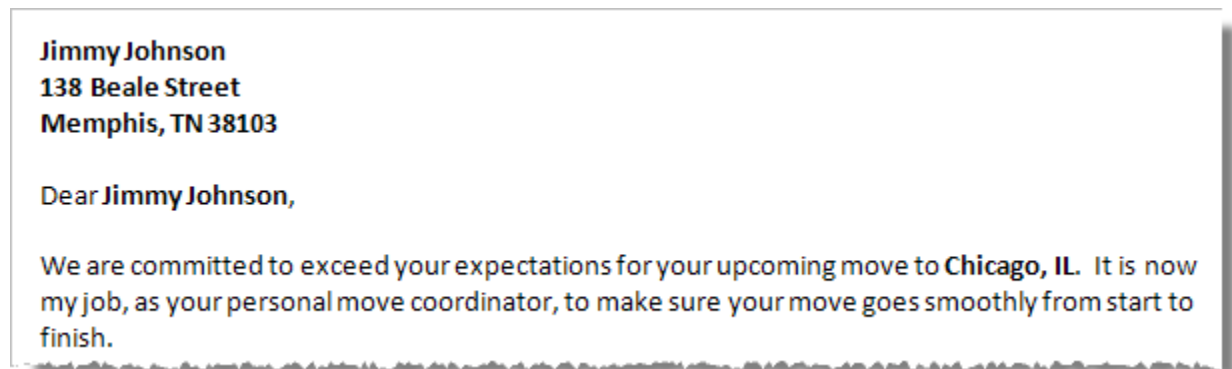 Jimmy Johnson
138 Beale Street
Memphis, TN 38103
Dear Jimmy Johnson,
We are committed to exceed your expectations for your upcoming move to Chicago, IL.  It is now
my job, as your personal move coordinator, to make sure your move goes smoothly from start to
finish.